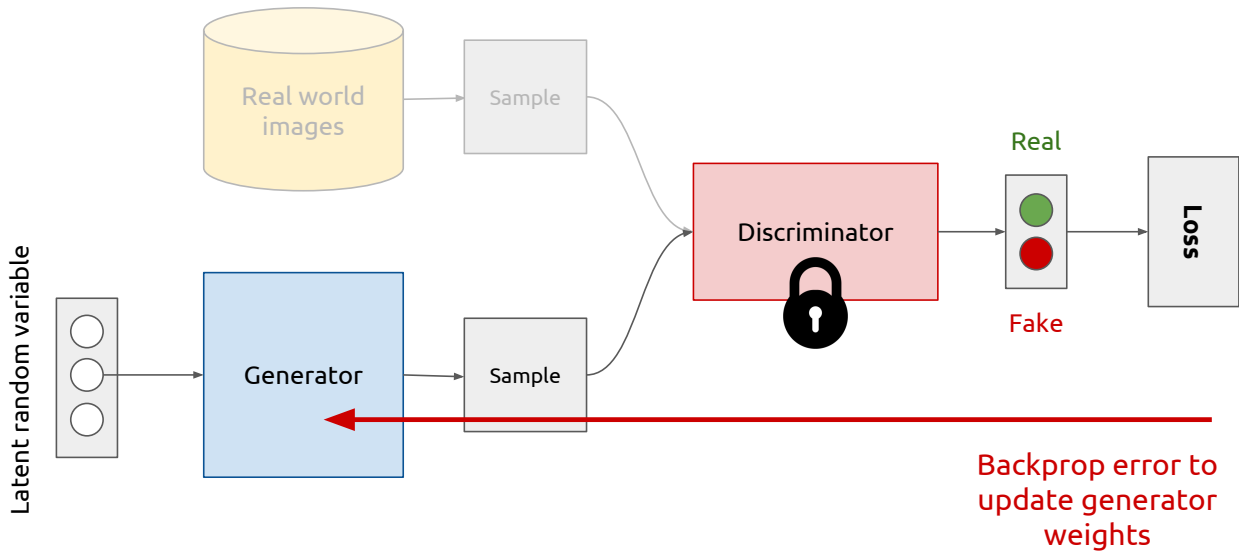 Real world
images
Sample
Real
Discriminator
Loss
Fake
Latent random variable
Generator
Sample
Backprop error to
update generator
weights